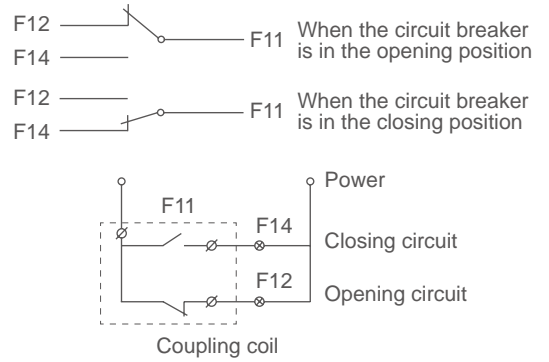 F12
F14
F11
When the circuit breaker
is in the opening position
F12
F14
F11
When the circuit breaker
is in the closing position
Power
F11
F14
Closing circuit
F12
Opening circuit
Coupling coil